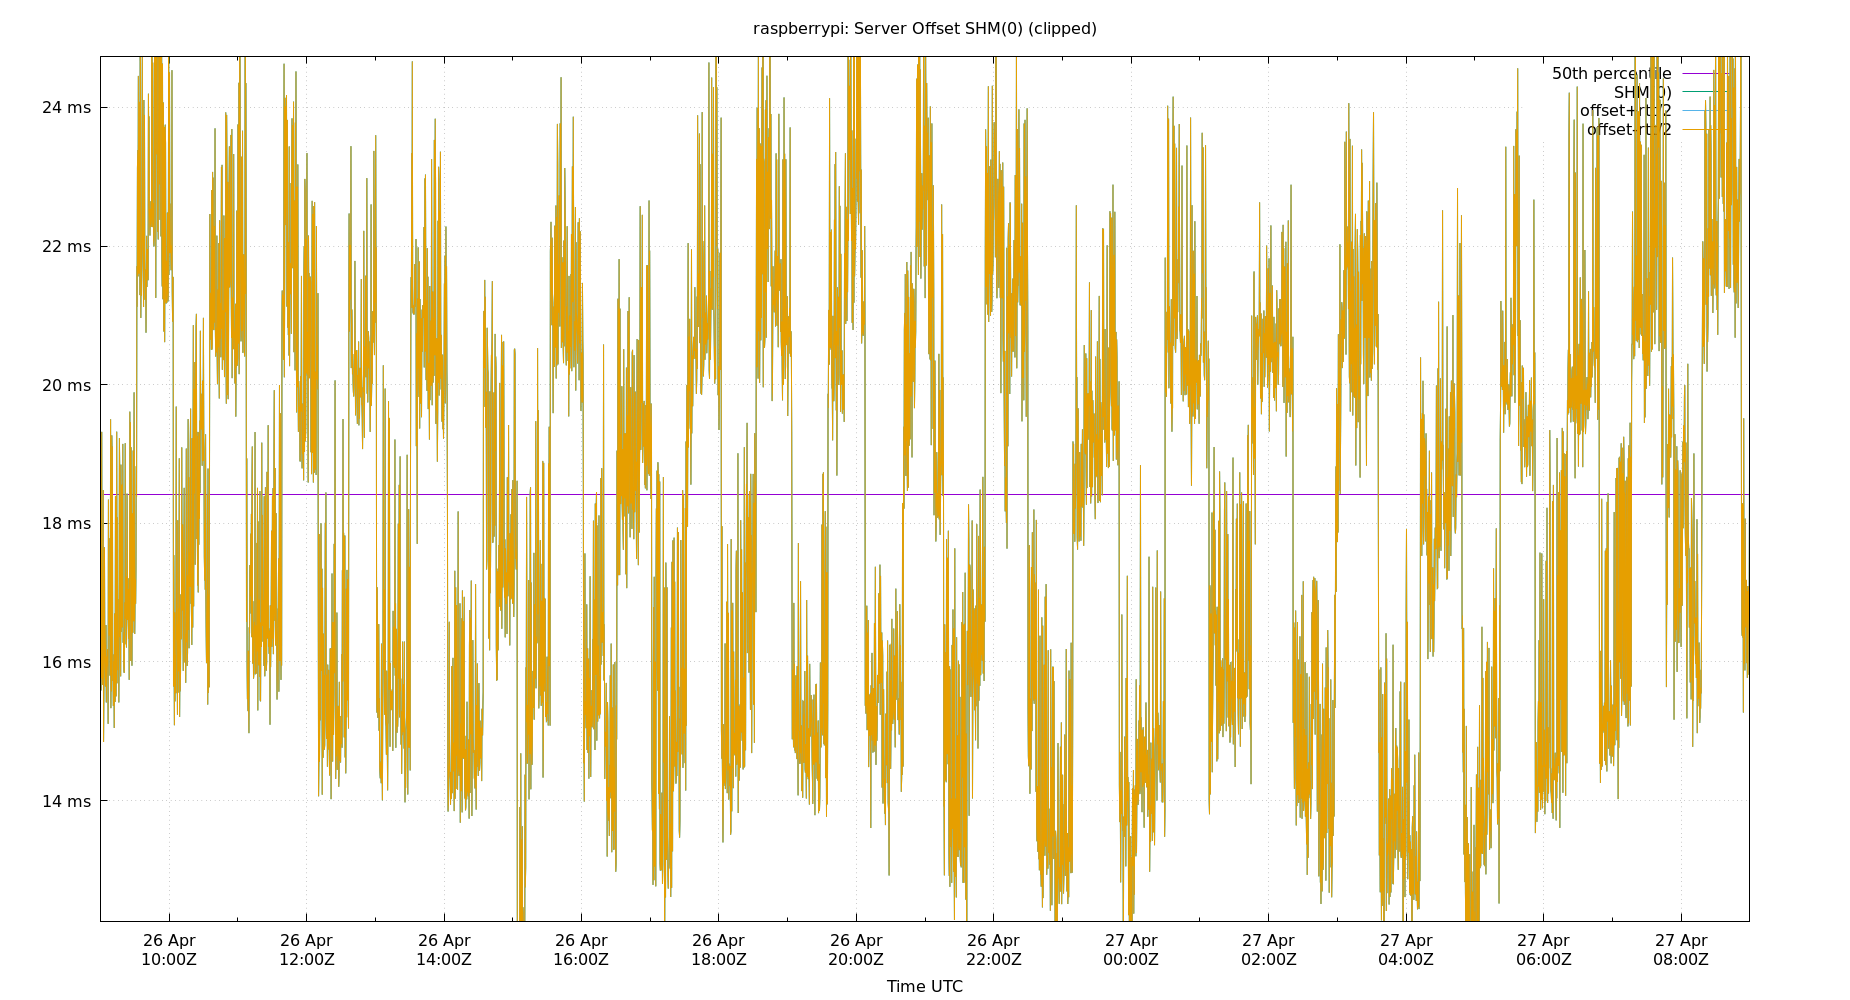 raspberrypi: Server Offset SHM(0) (clipped)
50th percentile
SHM(0)
offset+rtt/2
offset-rtt/2
24 ms
22 ms
20 ms
18 ms
16 ms
14 ms
26 Apr 26 Apr 26 Apr 26 Apr 26 Apr 26 Apr 26 Apr 27 Apr 27 Apr 27 Apr 27 Apr 27 Apr
10:00Z 12:00Z 14:00Z 16:00Z 18:00Z 20:00Z 22:00Z 00:00Z 02:00Z 04:00Z 06:00Z 08:00Z
Time UTC